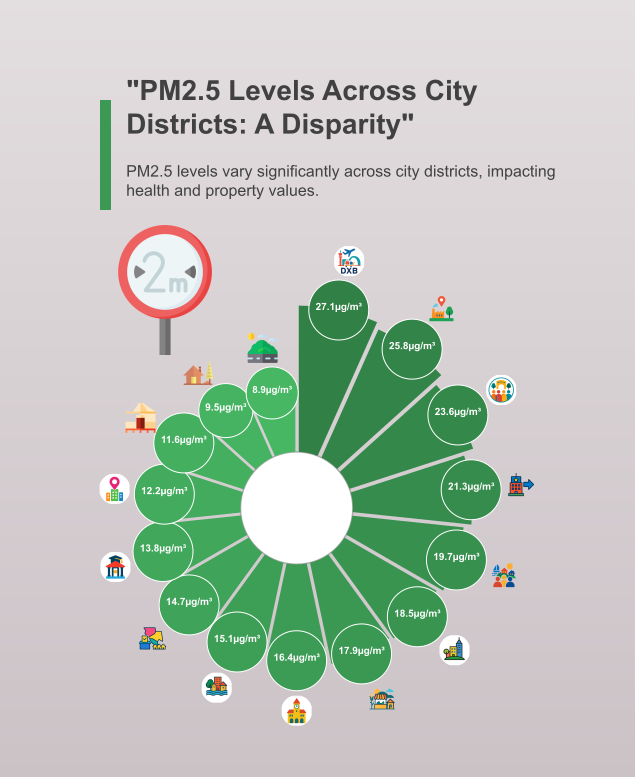 "PM2.5 Levels Across City
Districts: A Disparity"
PM2.5 levels vary significantly across city districts, impacting
health and property values.
2m
DXB
27.1µg/m³
25.8µg/m³
23.6µg/m³
21.3µg/m³
19.7µg/m³
18.5µg/m³
17.9µg/m³
16.4µg/m³
15.1µg/m³
14.7µg/m³
13.8µg/m³
12.2µg/m³
11.6µg/m³
9.5µg/m³
8.9µg/m³